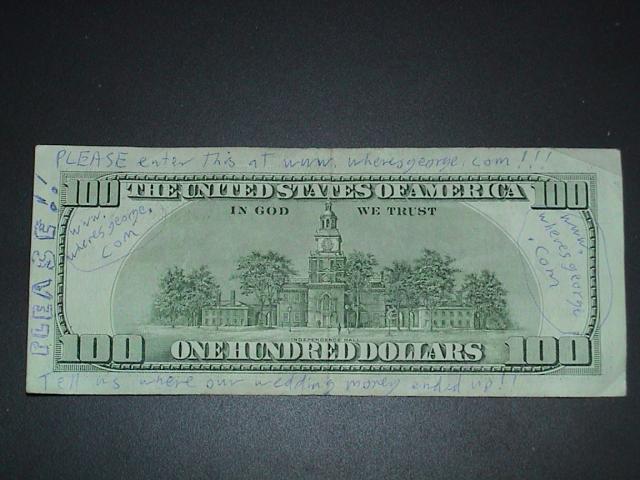 PLEASE enter This at www.wheresgeorge.com!!!
100 THE UNITED STATES OF AMERICA 100
IN GOD WE TRUST
www.
wheresgeorge.
com
www.
wheresgeorge
.com
PLEASE!!
INDEPENDENCE HALL
100 ONE HUNDRED DOLLARS 100
Tell us where our wedding money ended up!!